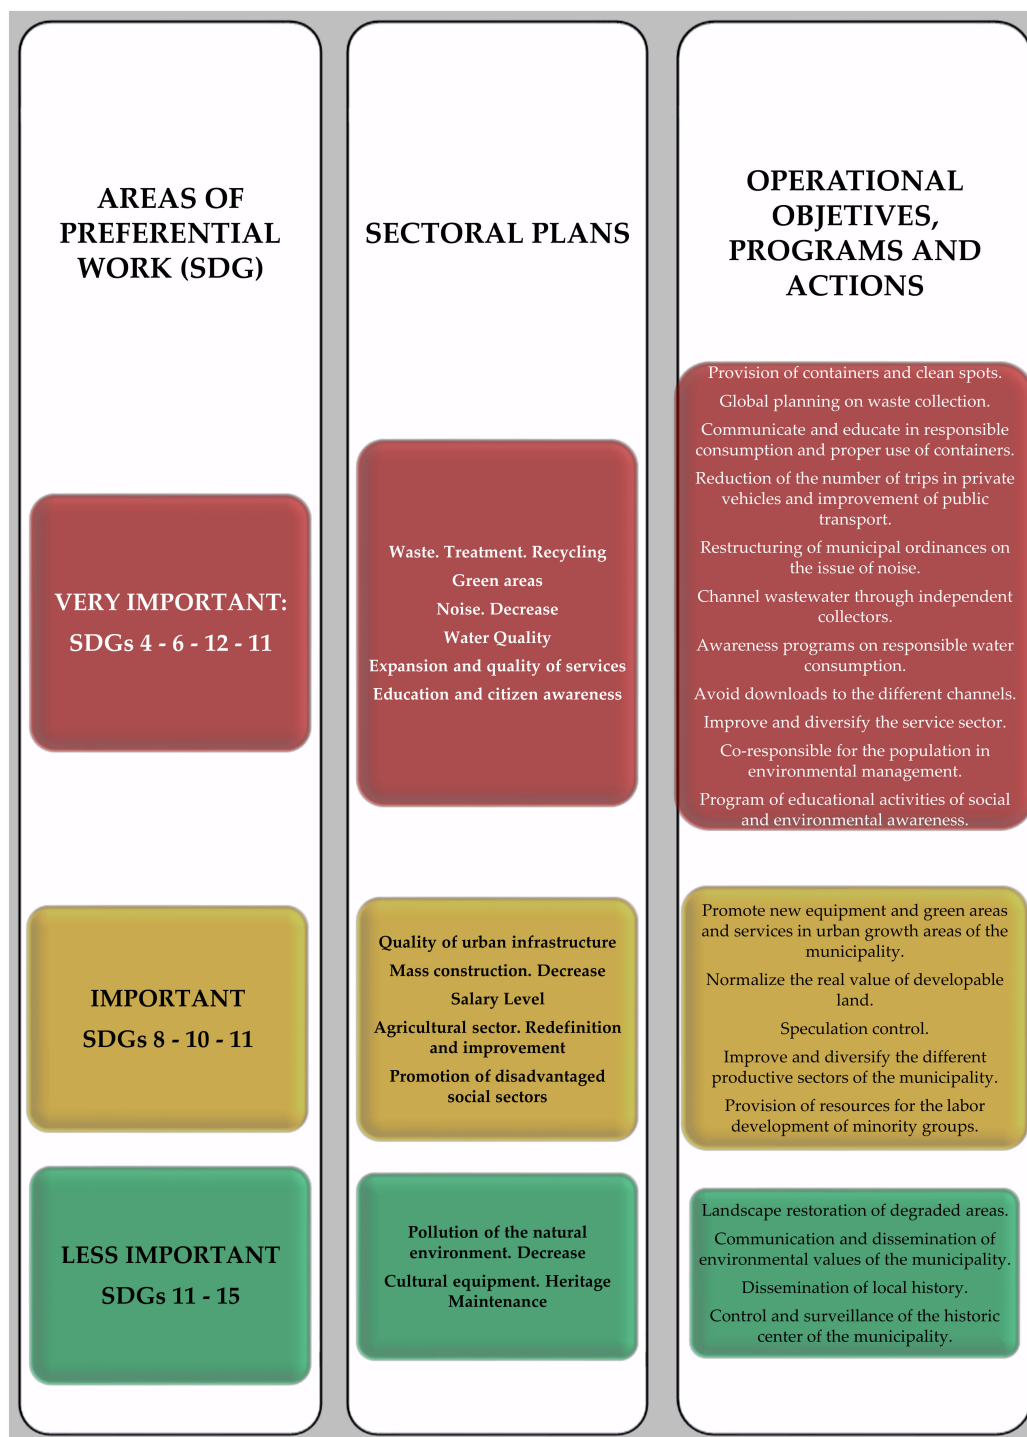 AREAS OF
PREFERENTIAL
WORK (SDG)
VERY IMPORTANT:
SDGs 4 - 6 - 12 - 11
IMPORTANT
SDGs 8 - 10 - 11
LESS IMPORTANT
SDGs 11 - 15
SECTORAL PLANS
Waste. Treatment. Recycling
Green areas
Noise. Decrease
Water Quality
Expansion and quality of services
Education and citizen awareness
Quality of urban infrastructure
Mass construction. Decrease
Salary Level
Agricultural sector. Redefinition
and improvement
Promotion of disadvantaged
social sectors
Pollution of the natural
environment. Decrease
Cultural equipment. Heritage
Maintenance
OPERATIONAL
OBJETIVES,
PROGRAMS AND
ACTIONS
Provision of containers and clean spots.
Global planning on waste collection.
Communicate and educate in responsible
consumption and proper use of containers.
Reduction of the number of trips in private
vehicles and improvement of public
transport.
Restructuring of municipal ordinances on
the issue of noise.
Channel wastewater through independent
collectors.
Awareness programs on responsible water
consumption.
Avoid downloads to the different channels.
Improve and diversify the service sector.
Co-responsible for the population in
environmental management.
Program of educational activities of social
and environmental awareness.
Promote new equipment and green areas
and services in urban growth areas of the
municipality.
Normalize the real value of developable
land.
Speculation control.
Improve and diversify the different
productive sectors of the municipality.
Provision of resources for the labor
development of minority groups.
Landscape restoration of degraded areas.
Communication and dissemination of
environmental values of the municipality.
Dissemination of local history.
Control and surveillance of the historic
center of the municipality.